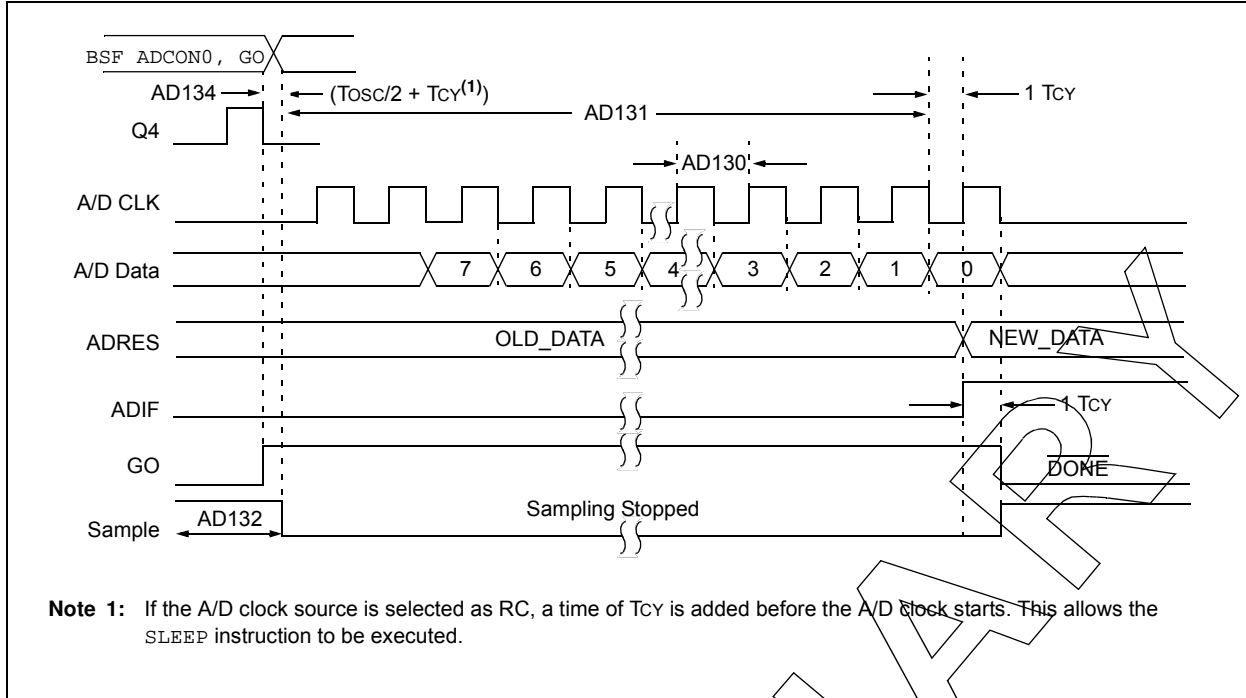 BSF ADCON0, GO
AD134
(TOSC/2 + TCY(1))
1 TCY
AD131
Q4
AD130
A/D CLK
A/D Data
7 6 5 4 3 2 1 0
ADRES
OLD_DATA
NEW_DATA
ADIF
1 TCY
GO
DONE
Sample
AD132
Sampling Stopped
Note 1: If the A/D clock source is selected as RC, a time of TCY is added before the A/D clock starts. This allows the
SLEEP instruction to be executed.